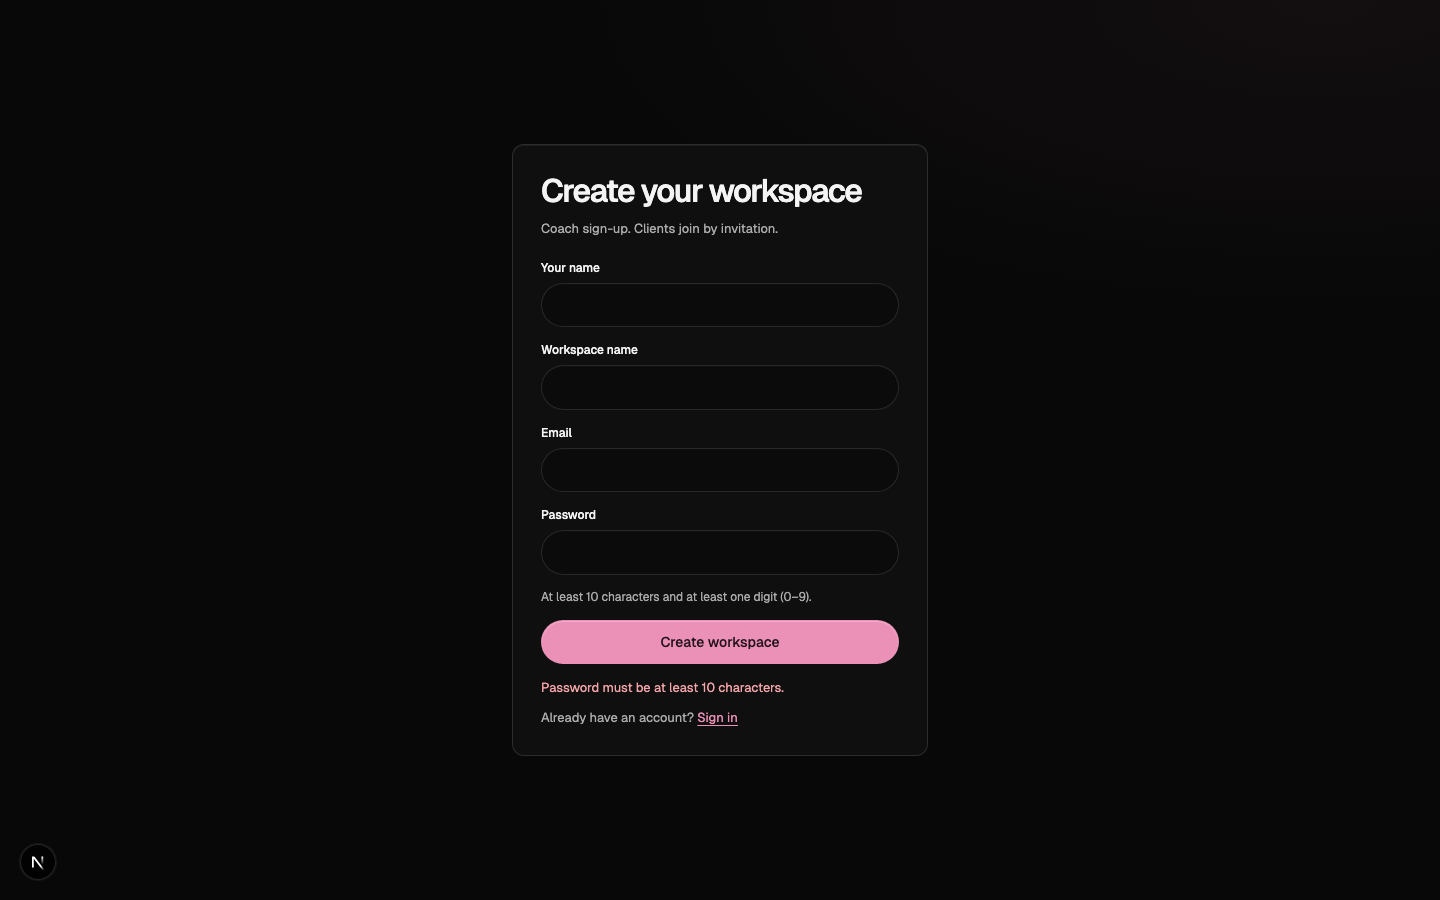 Create your workspace
Coach sign-up. Clients join by invitation.
Your name
Workspace name
Email
Password
At least 10 characters and at least one digit (0–9).
Create workspace
Password must be at least 10 characters.
Already have an account? Sign in
N